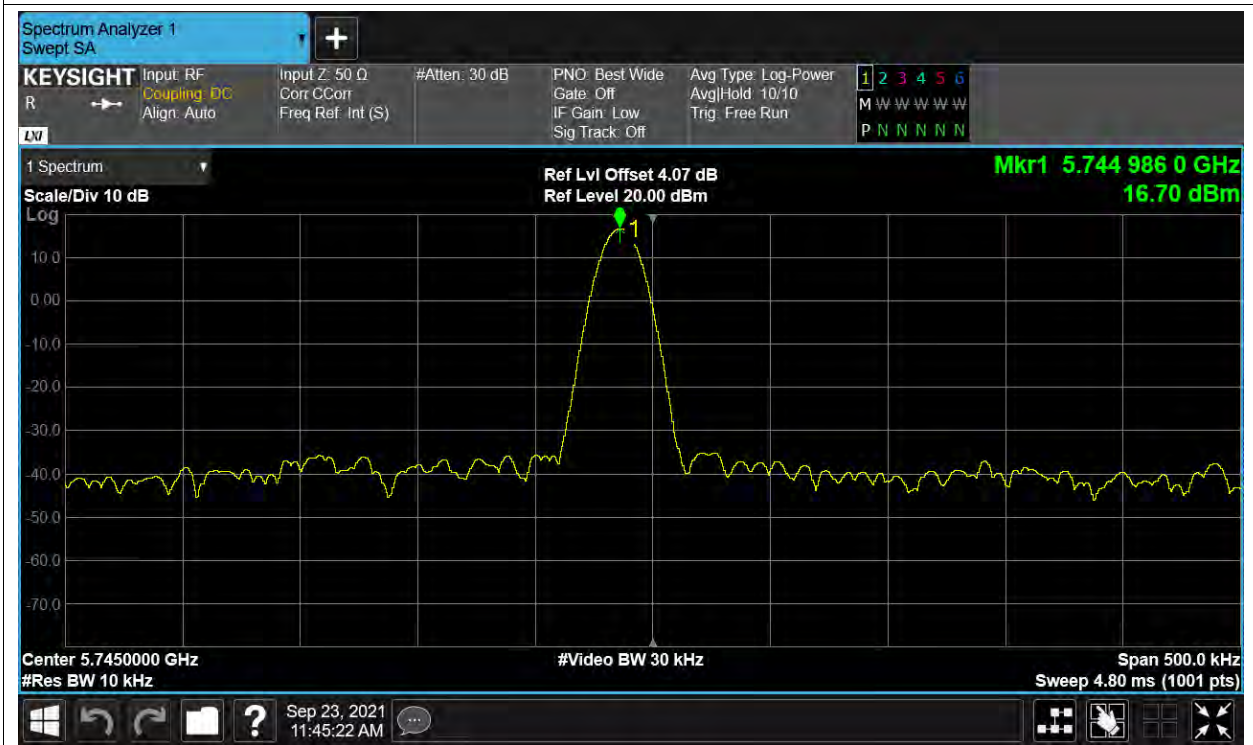 Spectrum Analyzer 1
Swept SA
+
KEYSIGHT
R
LXI
Input: RF
Coupling: DC
Align: Auto
Input Z: 50 Ω
Corr CCorr
Freq Ref: Int (S)
#Atten: 30 dB
PNO: Best Wide
Gate: Off
IF Gain: Low
Sig Track: Off
Avg Type: Log-Power
Avg|Hold: 10/10
Trig: Free Run
1 2 3 4 5 6
M W W W W W
P N N N N N
1 Spectrum
Scale/Div 10 dB
Ref Lvl Offset 4.07 dB
Ref Level 20.00 dBm
Mkr1 5.744 986 0 GHz
16.70 dBm
Log
1
10.0
0.00
-10.0
-20.0
-30.0
-40.0
-50.0
-60.0
-70.0
Center 5.7450000 GHz
#Video BW 30 kHz
Span 500.0 kHz
#Res BW 10 kHz
Sweep 4.80 ms (1001 pts)
?
Sep 23, 2021
11:45:22 AM